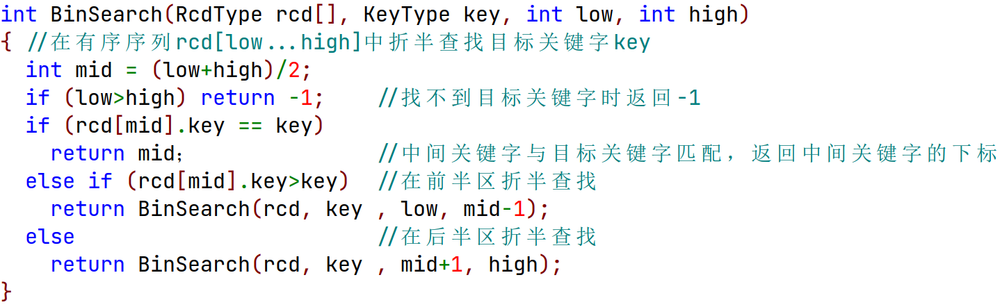 int BinSearch(RcdType rcd[], KeyType key, int low, int high)
{ //在有序序列rcd[low...high]中折半查找目标关键字key
  int mid = (low+high)/2;
  if (low>high) return -1;    //找不到目标关键字时返回-1
  if (rcd[mid].key == key)
    return mid；               //中间关键字与目标关键字匹配，返回中间关键字的下标
  else if (rcd[mid].key>key)  //在前半区折半查找
    return BinSearch(rcd, key , low, mid-1);
  else                        //在后半区折半查找
    return BinSearch(rcd, key , mid+1, high);
}